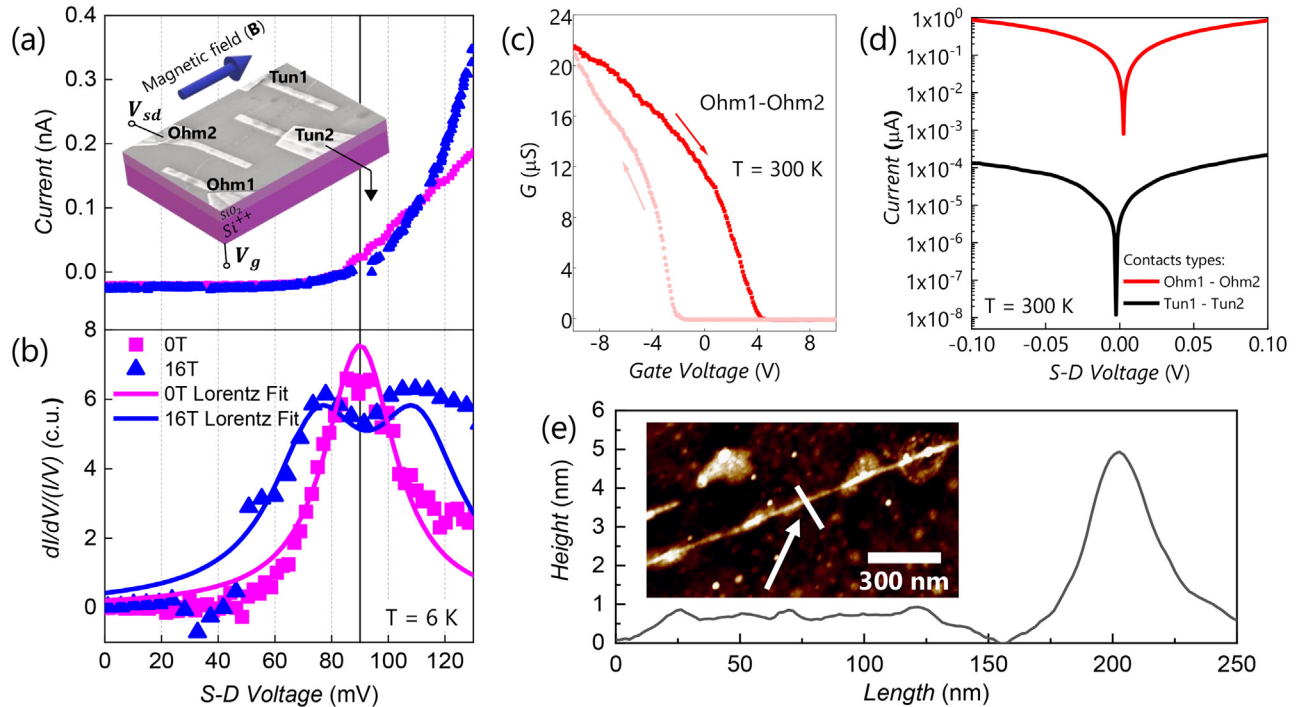 (a)
0.4
0.3
0.2
0.1
0.0
Current (nA)
Magnetic field (B)
Vsd
Tun1
Ohm2
Tun2
Ohm1
SiO2
Si++
Vg
(b)
8
6
4
2
0
dI/dV/(I/V) (c.u.)
0T
16T
0T Lorentz Fit
16T Lorentz Fit
T = 6 K
0 20 40 60 80 100 120
S-D Voltage (mV)
(c)
24
20
16
12
8
4
0
G (μS)
Ohm1-Ohm2
T = 300 K
-8 -4 0 4 8
Gate Voltage (V)
(d)
1x10^0
1x10^-1
1x10^-2
1x10^-3
1x10^-4
1x10^-5
1x10^-6
1x10^-7
1x10^-8
Current (μA)
Contacts types:
Ohm1 - Ohm2
Tun1 - Tun2
T = 300 K
-0.10 -0.05 0.00 0.05 0.10
S-D Voltage (V)
(e)
6
5
4
3
2
1
0
Height (nm)
300 nm
0 50 100 150 200 250
Length (nm)